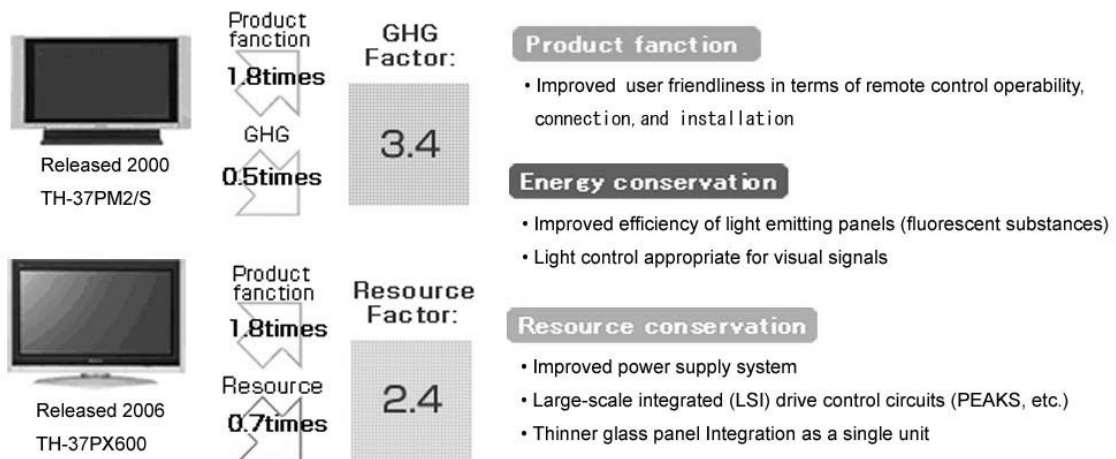 Product
fanction
1.8times
GHG
0.5times
GHG
Factor:
3.4
Released 2000
TH-37PM2/S
Product
fanction
1.8times
Resource
0.7times
Resource
Factor:
2.4
Released 2006
TH-37PX600
Product fanction
• Improved user friendliness in terms of remote control operability,
connection, and installation
Energy conservation
• Improved efficiency of light emitting panels (fluorescent substances)
• Light control appropriate for visual signals
Resource conservation
• Improved power supply system
• Large-scale integrated (LSI) drive control circuits (PEAKS, etc.)
• Thinner glass panel Integration as a single unit